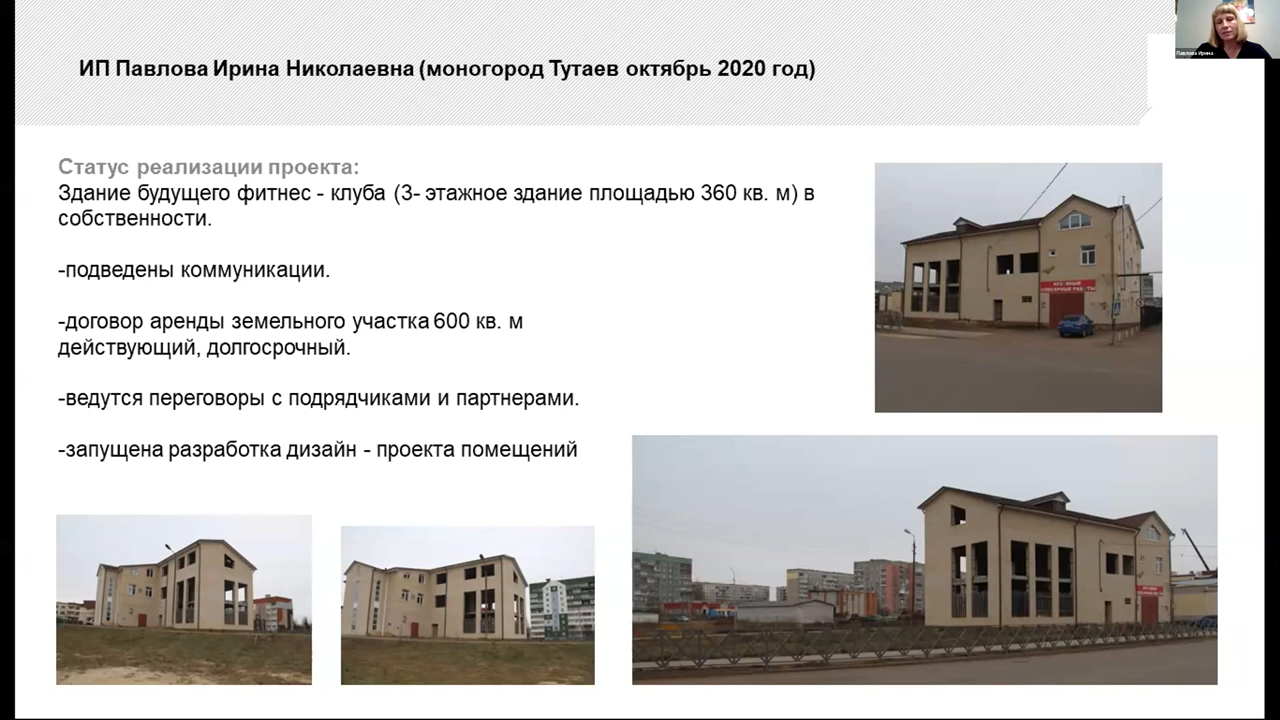 ИП Павлова Ирина Николаевна (моногород Тутаев октябрь 2020 год)
Павлова Ирина
Статус реализации проекта:
Здание будущего фитнес - клуба (3- этажное здание площадью 360 кв. м) в
собственности.
-подведены коммуникации.
-договор аренды земельного участка 600 кв. м
действующий, долгосрочный.
-ведутся переговоры с подрядчиками и партнерами.
-запущена разработка дизайн - проекта помещений